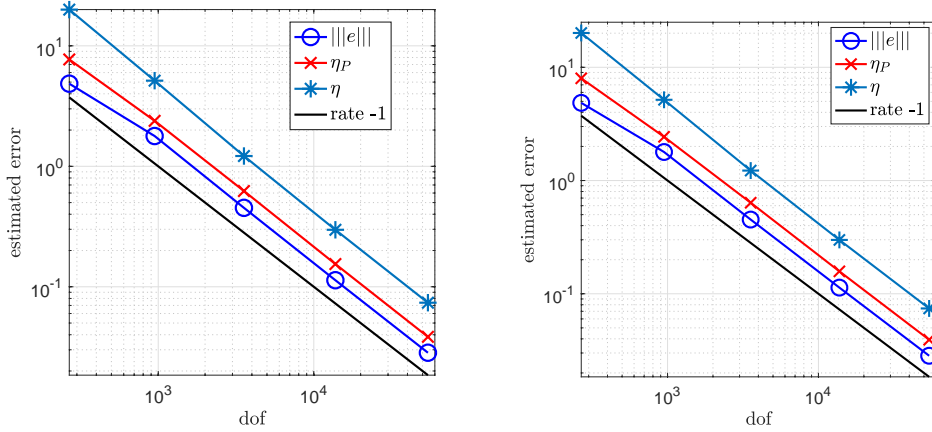 10^1
10^0
10^{-1}
estimated error
|||e|||
η_P
η
rate -1
10^3
10^4
dof
10^1
10^0
10^{-1}
estimated error
|||e|||
η_P
η
rate -1
10^3
10^4
dof